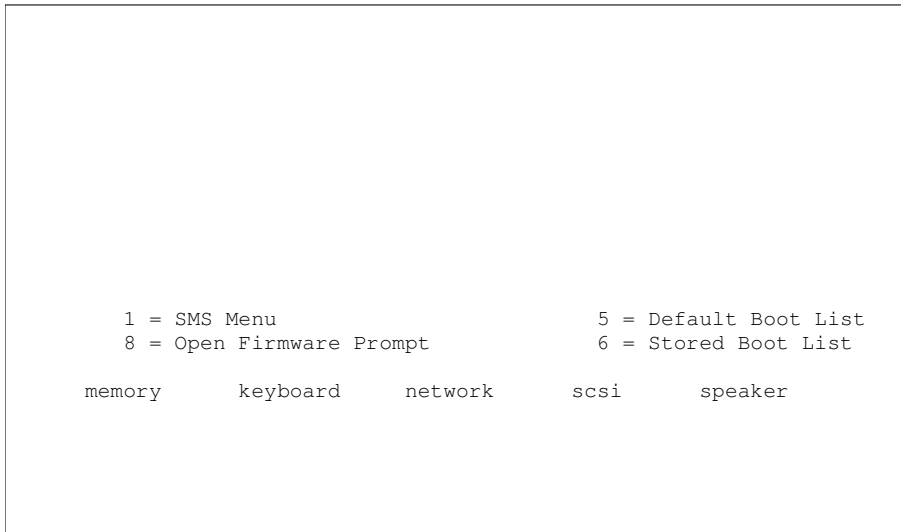 1 = SMS Menu 5 = Default Boot List
8 = Open Firmware Prompt 6 = Stored Boot List
memory keyboard network scsi speaker